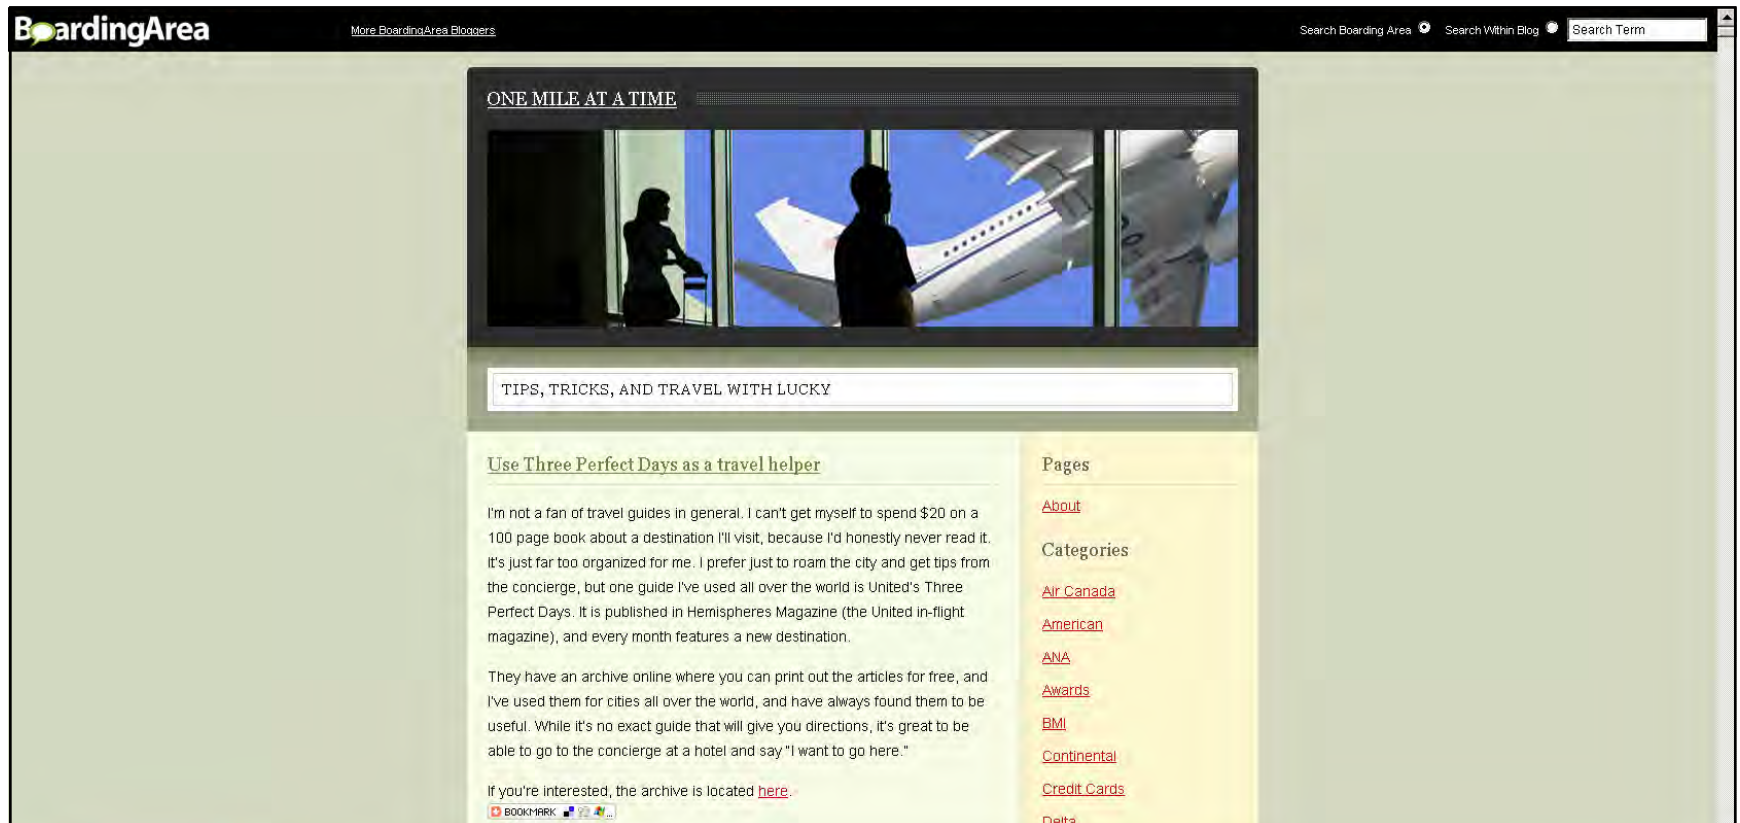 BoardingArea
More BoardingArea Bloggers
Search Boarding Area
Search Within Blog
Search Term
ONE MILE AT A TIME
TIPS, TRICKS, AND TRAVEL WITH LUCKY
Use Three Perfect Days as a travel helper
I'm not a fan of travel guides in general. I can't get myself to spend $20 on a
100 page book about a destination I'll visit, because I'd honestly never read it.
It's just far too organized for me. I prefer just to roam the city and get tips from
the concierge, but one guide I've used all over the world is United's Three
Perfect Days. It is published in Hemispheres Magazine (the United in-flight
magazine), and every month features a new destination.
They have an archive online where you can print out the articles for free, and
I've used them for cities all over the world, and have always found them to be
useful. While it's no exact guide that will give you directions, it's great to be
able to go to the concierge at a hotel and say "I want to go here."
If you're interested, the archive is located here.
BOOKMARK
Pages
About
Categories
Air Canada
American
ANA
Awards
BMI
Continental
Credit Cards
Delta